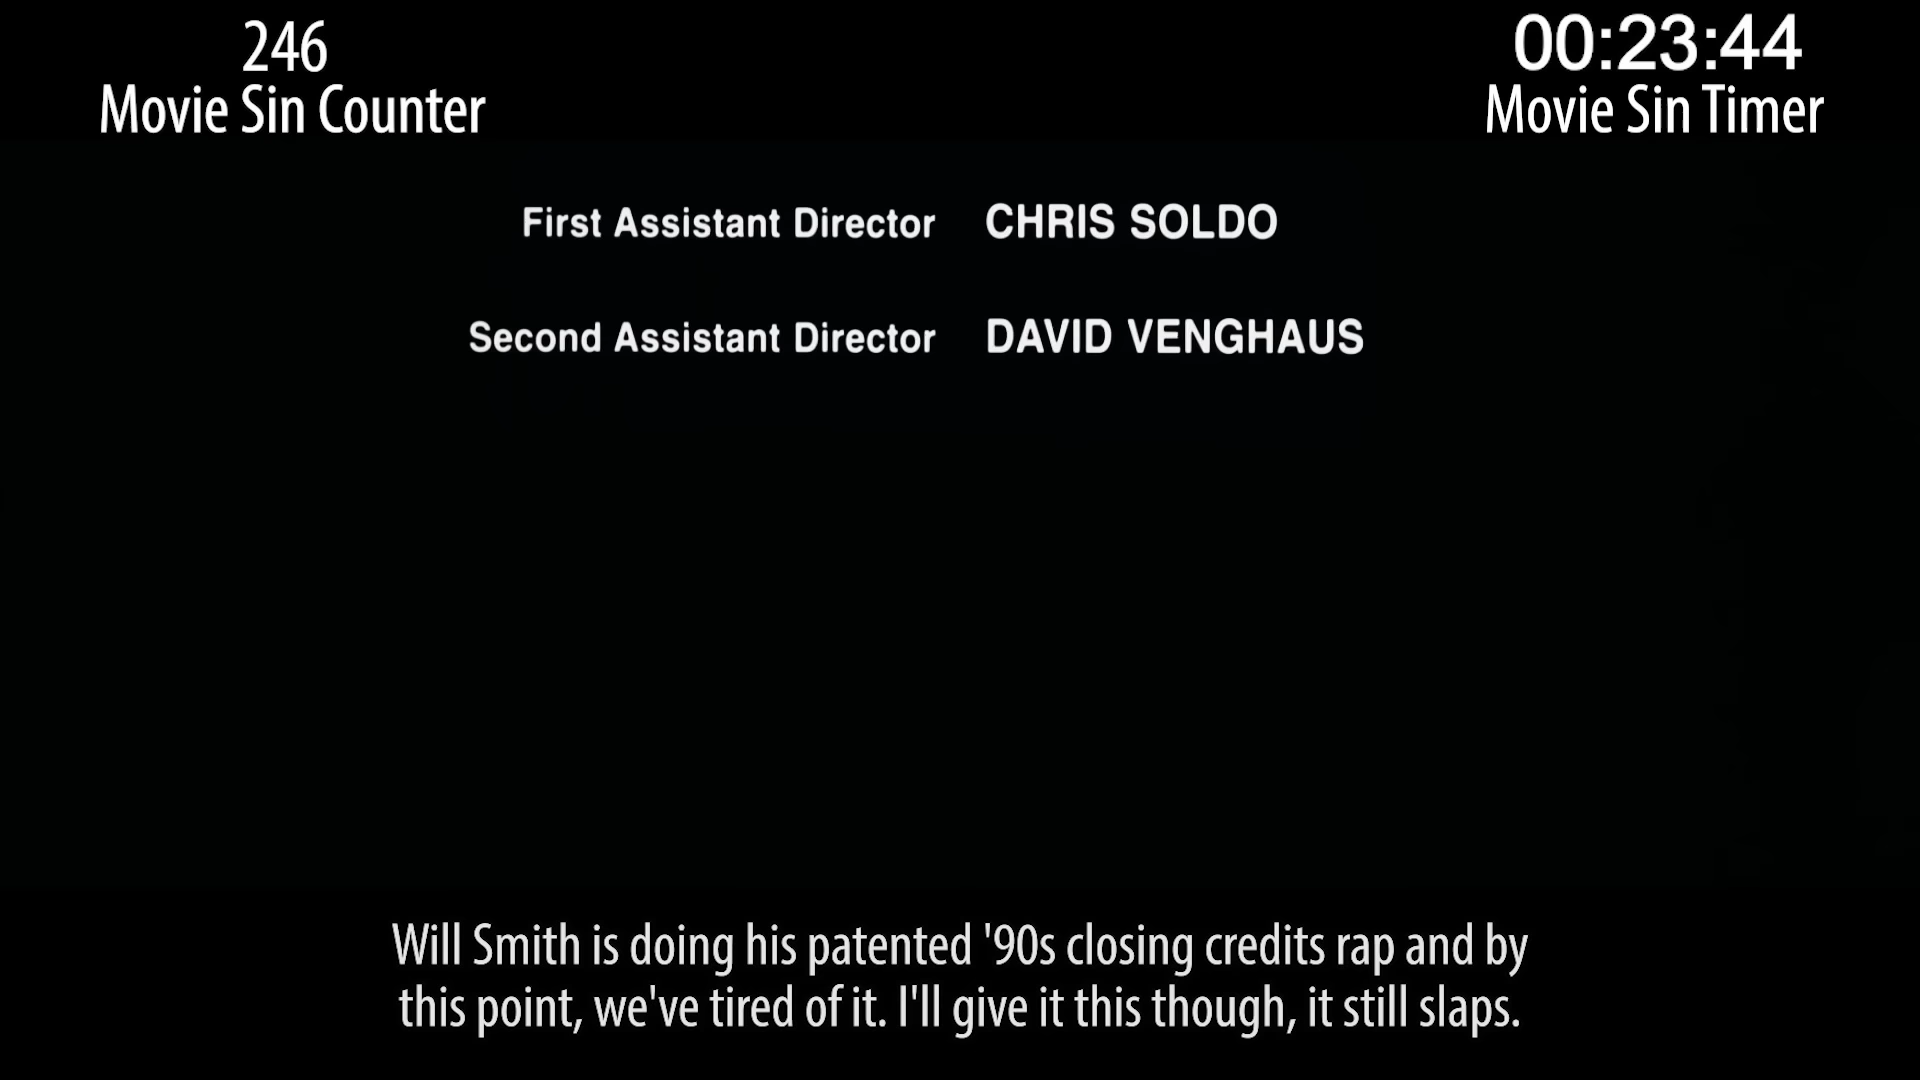 246
Movie Sin Counter
00:23:44
Movie Sin Timer
First Assistant Director CHRIS SOLDO
Second Assistant Director DAVID VENGHAUS
Will Smith is doing his patented '90s closing credits rap and by
this point, we've tired of it. I'll give it this though, it still slaps.